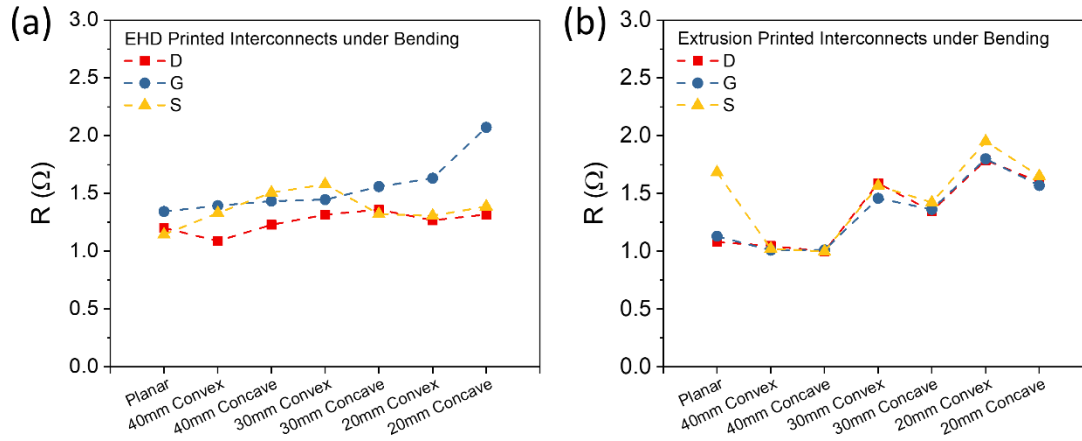 (a)
EHD Printed Interconnects under Bending
D
G
S
R (Ω)
3.0
2.5
2.0
1.5
1.0
0.5
0.0
Planar
40mm Convex
40mm Concave
30mm Convex
30mm Concave
20mm Convex
20mm Concave
(b)
Extrusion Printed Interconnects under Bending
D
G
S
R (Ω)
3.0
2.5
2.0
1.5
1.0
0.5
0.0
Planar
40mm Convex
40mm Concave
30mm Convex
30mm Concave
20mm Convex
20mm Concave